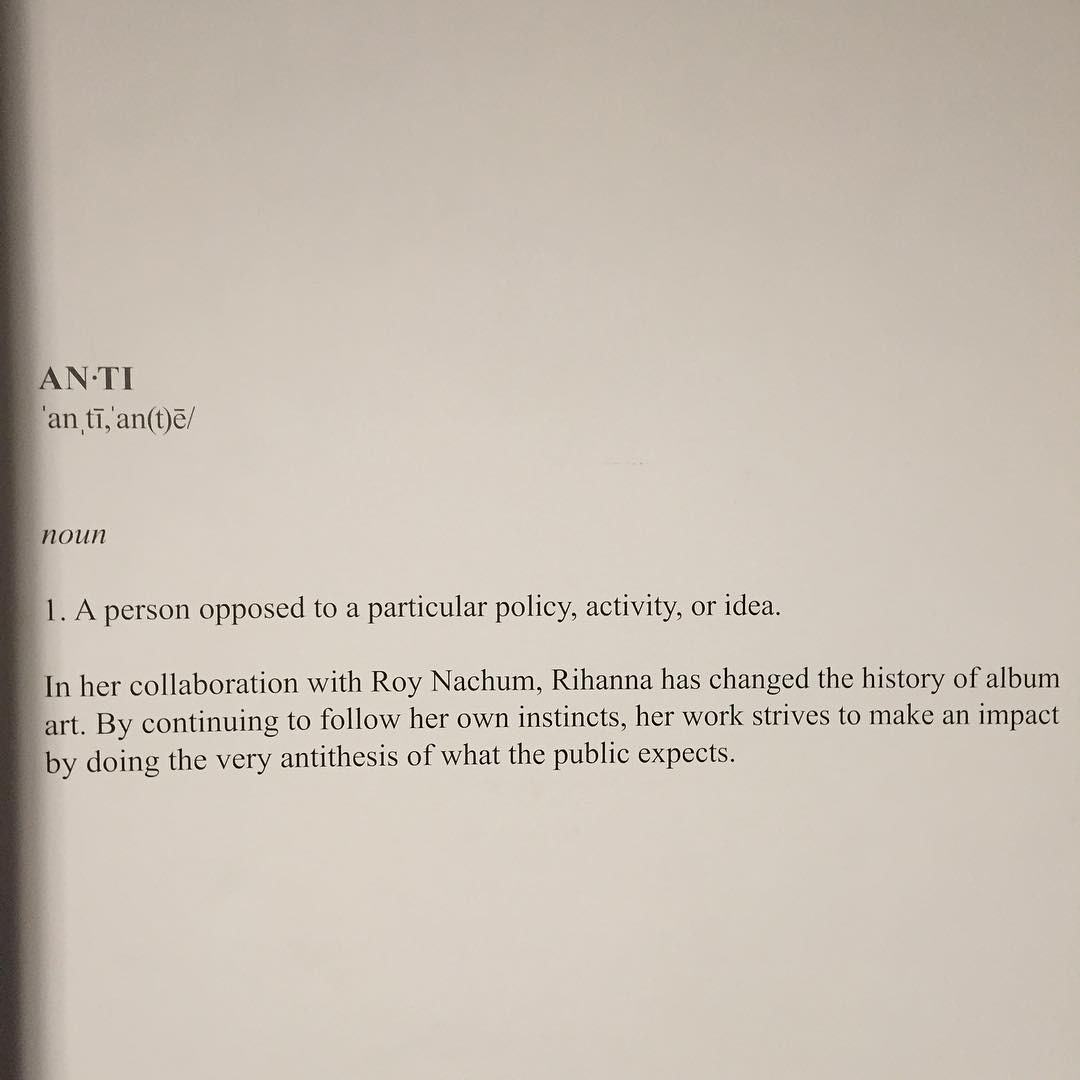 AN·TI
ˈanˌtī,ˈan(t)ē/
noun
1. A person opposed to a particular policy, activity, or idea.
In her collaboration with Roy Nachum, Rihanna has changed the history of album
art. By continuing to follow her own instincts, her work strives to make an impact
by doing the very antithesis of what the public expects.